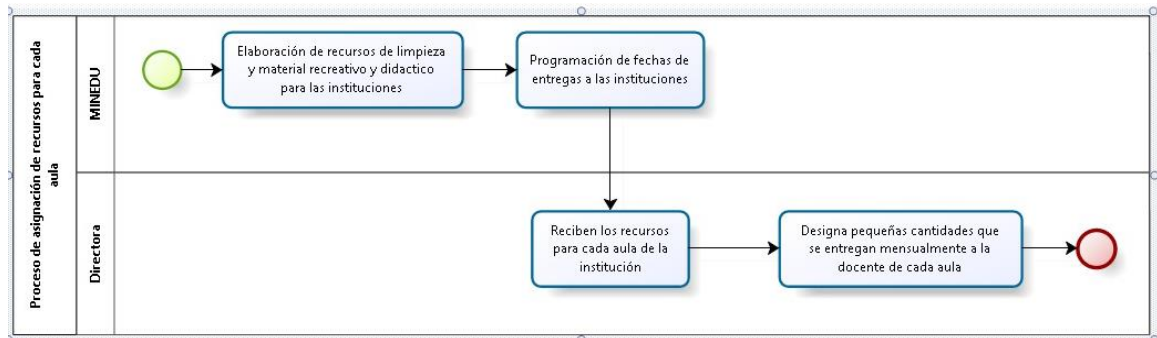 Proceso de asignación de recursos para cada
aula
MINEDU
Elaboración de recursos de limpieza
y material recreativo y didactico
para las instituciones
Programación de fechas de
entregas a las instituciones
Directora
Reciben los recursos
para cada aula de la
institución
Designa pequeñas cantidades que
se entregan mensualmente a la
docente de cada aula